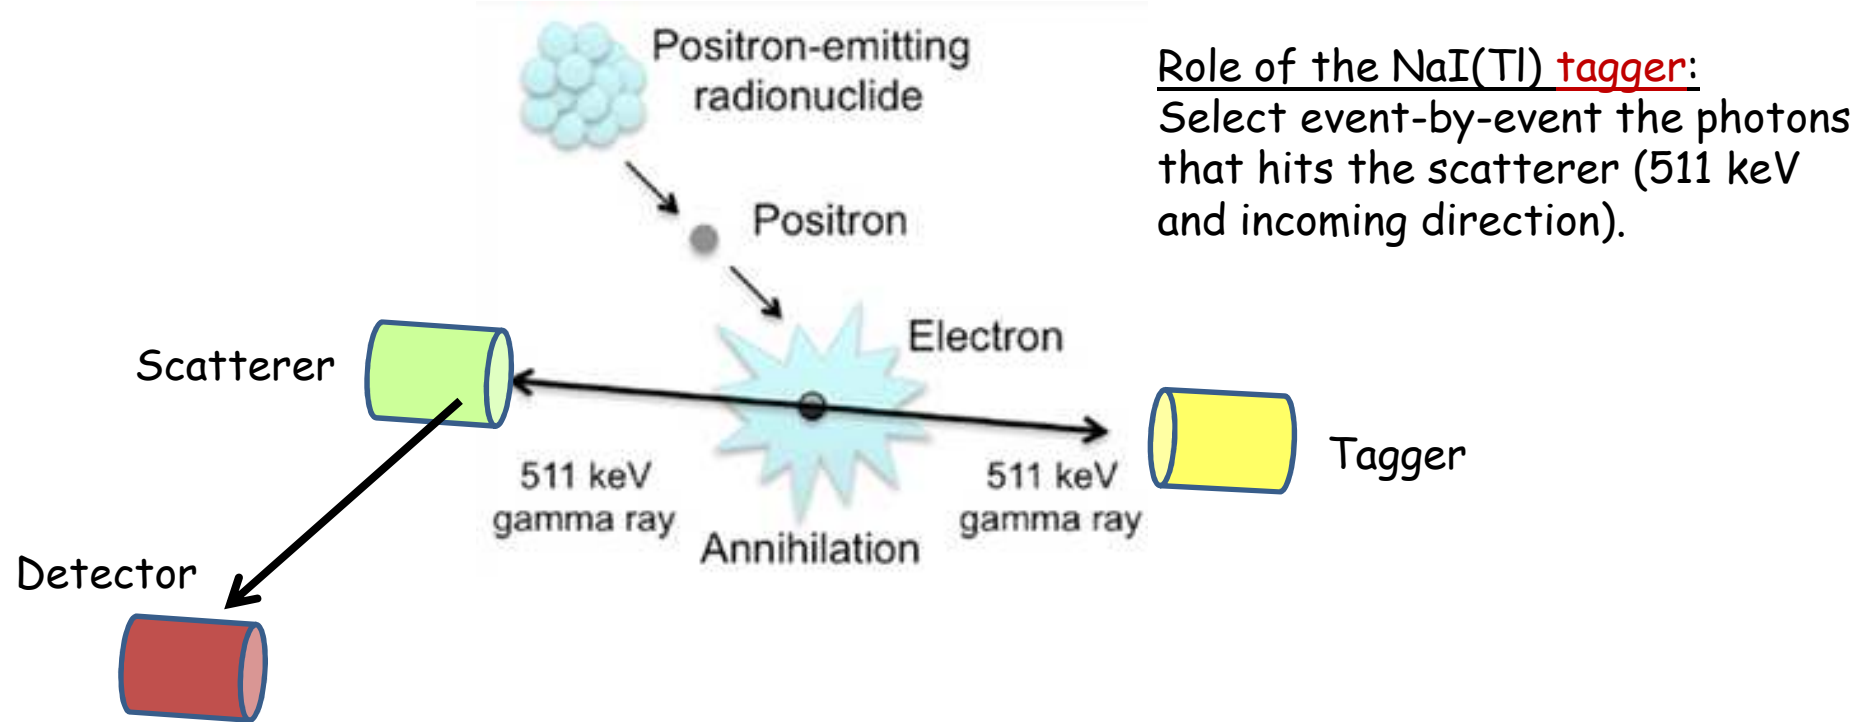 Positron-emitting
radionuclide
Role of the NaI(Tl) tagger:
Select event-by-event the photons
that hits the scatterer (511 keV
and incoming direction).
Positron
Electron
Scatterer
Tagger
511 keV
gamma ray
511 keV
gamma ray
Annihilation
Detector